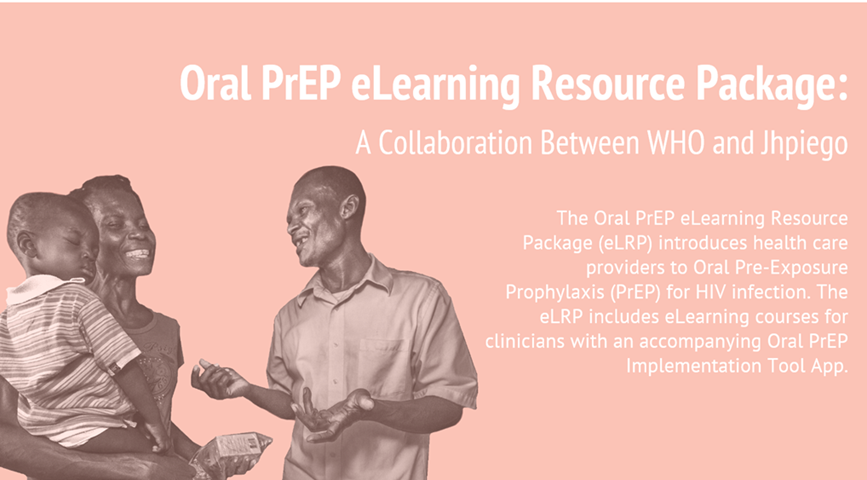 Oral PrEP eLearning Resource Package:
A Collaboration Between WHO and Jhpiego
The Oral PrEP eLearning Resource
Package (eLRP) introduces health care
providers to Oral Pre-Exposure
Prophylaxis (PrEP) for HIV infection. The
eLRP includes eLearning courses for
clinicians with an accompanying Oral PrEP
Implementation Tool App.